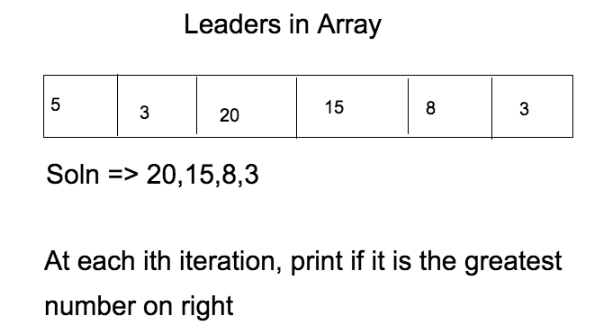 Leaders in Array
5 3 20 15 8 3
Soln => 20,15,8,3
At each ith iteration, print if it is the greatest
number on right